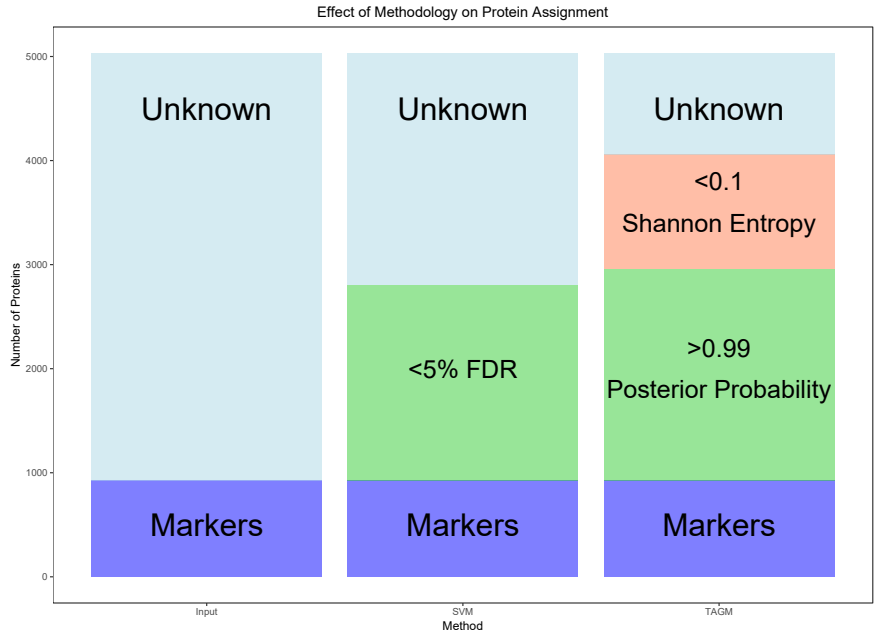 Effect of Methodology on Protein Assignment
Number of Proteins
5000
4000
3000
2000
1000
0
Unknown
Markers
Unknown
<5% FDR
Markers
Unknown
<0.1
Shannon Entropy
>0.99
Posterior Probability
Markers
Input
SVM
TAGM
Method